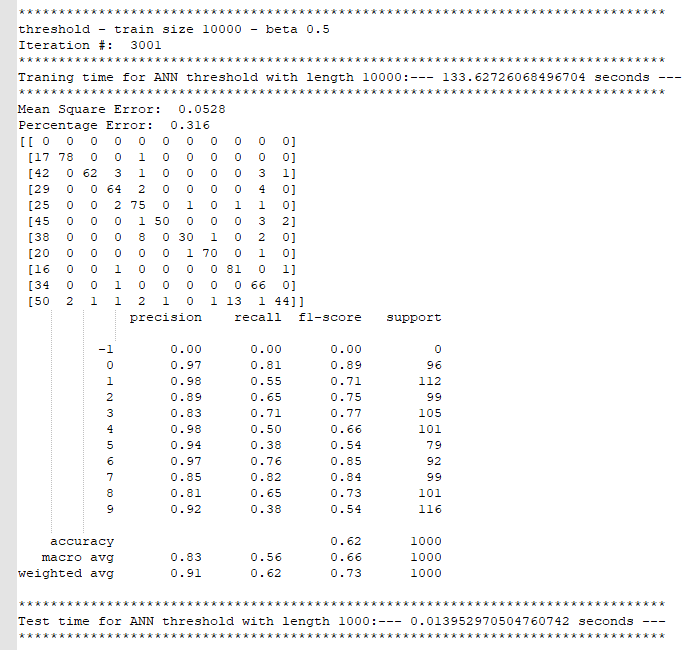 *********************************************************************************
threshold - train size 10000 - beta 0.5
Iteration #:  3001
*********************************************************************************
Traning time for ANN threshold with length 10000:--- 133.62726068496704 seconds ---
*********************************************************************************
Mean Square Error:  0.0528
Percentage Error:  0.316
[[ 0  0  0  0  0  0  0  0  0  0  0]
 [17 78  0  0  1  0  0  0  0  0  0]
 [42  0 62  3  1  0  0  0  0  3  1]
 [29  0  0 64  2  0  0  0  0  4  0]
 [25  0  0  2 75  0  1  0  1  1  0]
 [45  0  0  0  1 50  0  0  0  3  2]
 [38  0  0  0  8  0 30  1  0  2  0]
 [20  0  0  0  0  0  1 70  0  1  0]
 [16  0  0  1  0  0  0  0 81  0  1]
 [34  0  0  1  0  0  0  0  0 66  0]
 [50  2  1  1  2  1  0  1 13  1 44]]
              precision    recall  f1-score   support

          -1       0.00      0.00      0.00         0
           0       0.97      0.81      0.89        96
           1       0.98      0.55      0.71       112
           2       0.89      0.65      0.75        99
           3       0.83      0.71      0.77       105
           4       0.98      0.50      0.66       101
           5       0.94      0.38      0.54        79
           6       0.97      0.76      0.85        92
           7       0.85      0.82      0.84        99
           8       0.81      0.65      0.73       101
           9       0.92      0.38      0.54       116

    accuracy                           0.62      1000
   macro avg       0.83      0.56      0.66      1000
weighted avg       0.91      0.62      0.73      1000

*********************************************************************************
Test time for ANN threshold with length 1000:--- 0.013952970504760742 seconds ---
*********************************************************************************